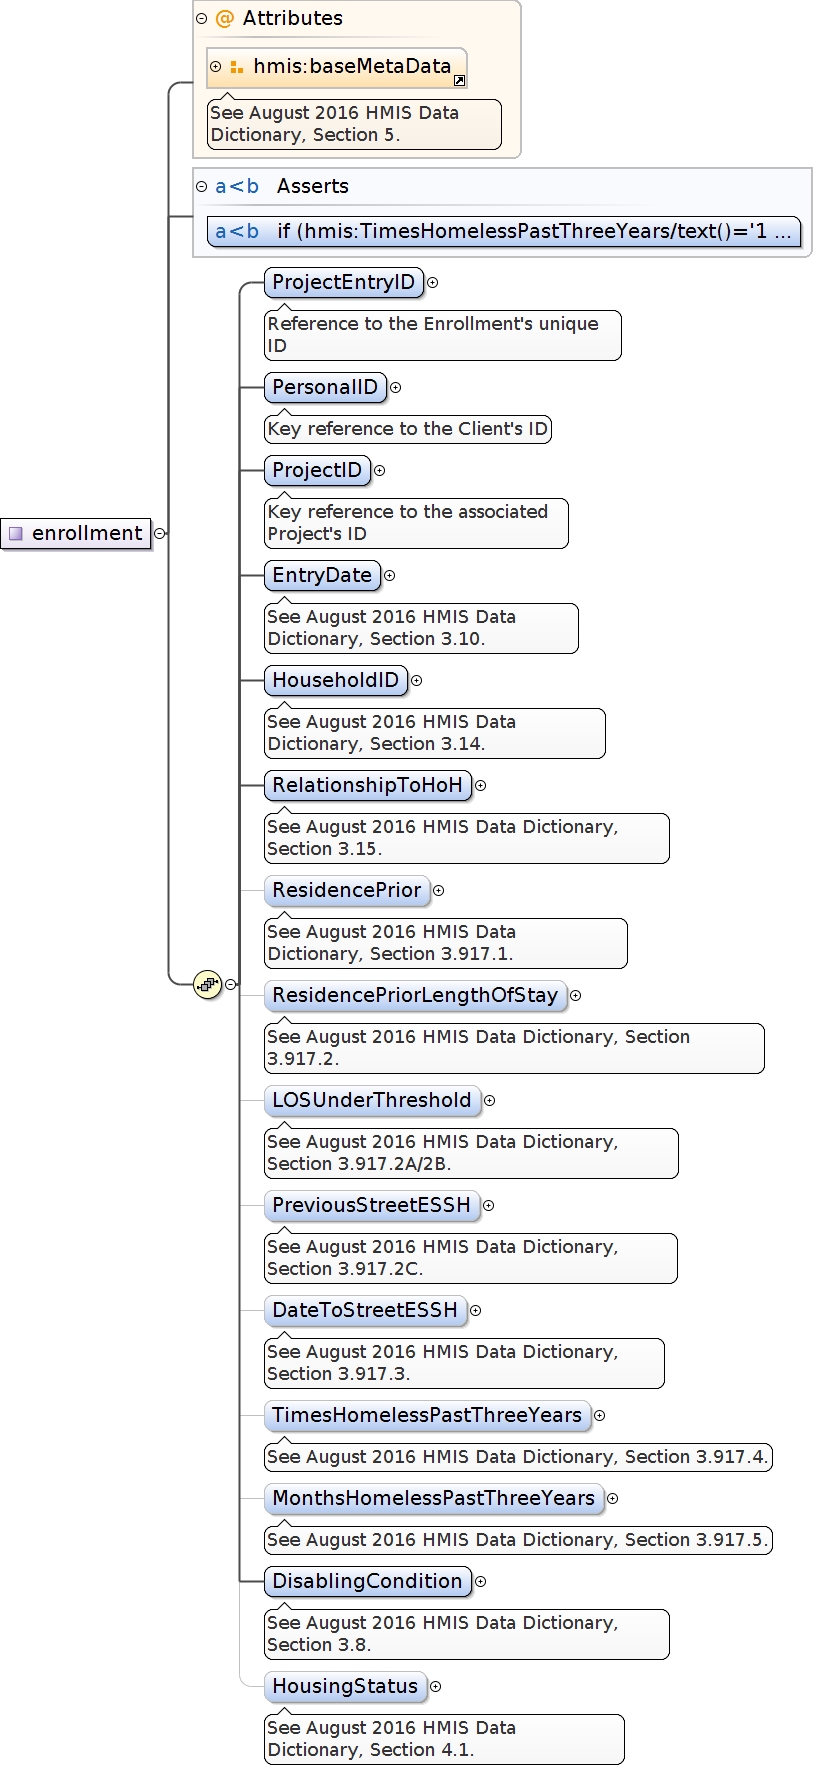 @ Attributes
hmis:baseMetaData
See August 2016 HMIS Data
Dictionary, Section 5.
a<b Asserts
a<b if (hmis:TimesHomelessPastThreeYears/text()='1 ...
ProjectEntryID
Reference to the Enrollment's unique
ID
PersonalID
Key reference to the Client's ID
ProjectID
Key reference to the associated
Project's ID
enrollment
EntryDate
See August 2016 HMIS Data
Dictionary, Section 3.10.
HouseholdID
See August 2016 HMIS Data
Dictionary, Section 3.14.
RelationshipToHoH
See August 2016 HMIS Data Dictionary,
Section 3.15.
ResidencePrior
See August 2016 HMIS Data
Dictionary, Section 3.917.1.
ResidencePriorLengthOfStay
See August 2016 HMIS Data Dictionary, Section
3.917.2.
LOSUnderThreshold
See August 2016 HMIS Data Dictionary,
Section 3.917.2A/2B.
PreviousStreetESSH
See August 2016 HMIS Data Dictionary,
Section 3.917.2C.
DateToStreetESSH
See August 2016 HMIS Data Dictionary,
Section 3.917.3.
TimesHomelessPastThreeYears
See August 2016 HMIS Data Dictionary, Section 3.917.4.
MonthsHomelessPastThreeYears
See August 2016 HMIS Data Dictionary, Section 3.917.5.
DisablingCondition
See August 2016 HMIS Data Dictionary,
Section 3.8.
HousingStatus
See August 2016 HMIS Data
Dictionary, Section 4.1.